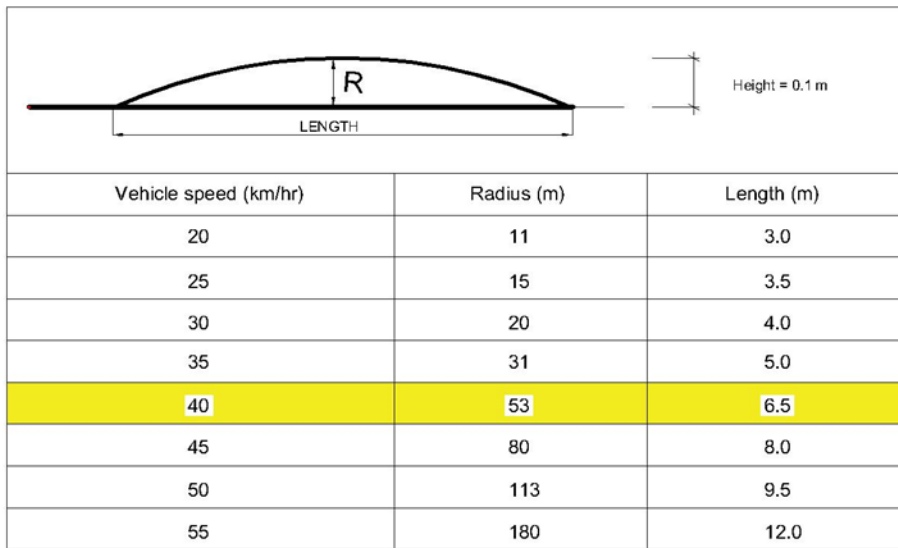 R
Height = 0.1 m
LENGTH
Vehicle speed (km/hr) Radius (m) Length (m)
20 11 3.0
25 15 3.5
30 20 4.0
35 31 5.0
40 53 6.5
45 80 8.0
50 113 9.5
55 180 12.0